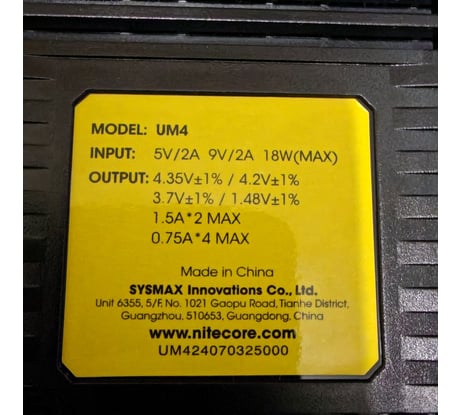 MODEL: UM4
INPUT: 5V/2A 9V/2A 18W(MAX)
OUTPUT: 4.35V±1% / 4.2V±1%
3.7V±1% / 1.48V±1%
1.5A*2 MAX
0.75A*4 MAX
Made in China
SYSMAX Innovations Co., Ltd.
Unit 6355, 5/F, No. 1021 Gaopu Road, Tianhe District,
Guangzhou, 510653, Guangdong, China
www.nitecore.com
UM424070325000